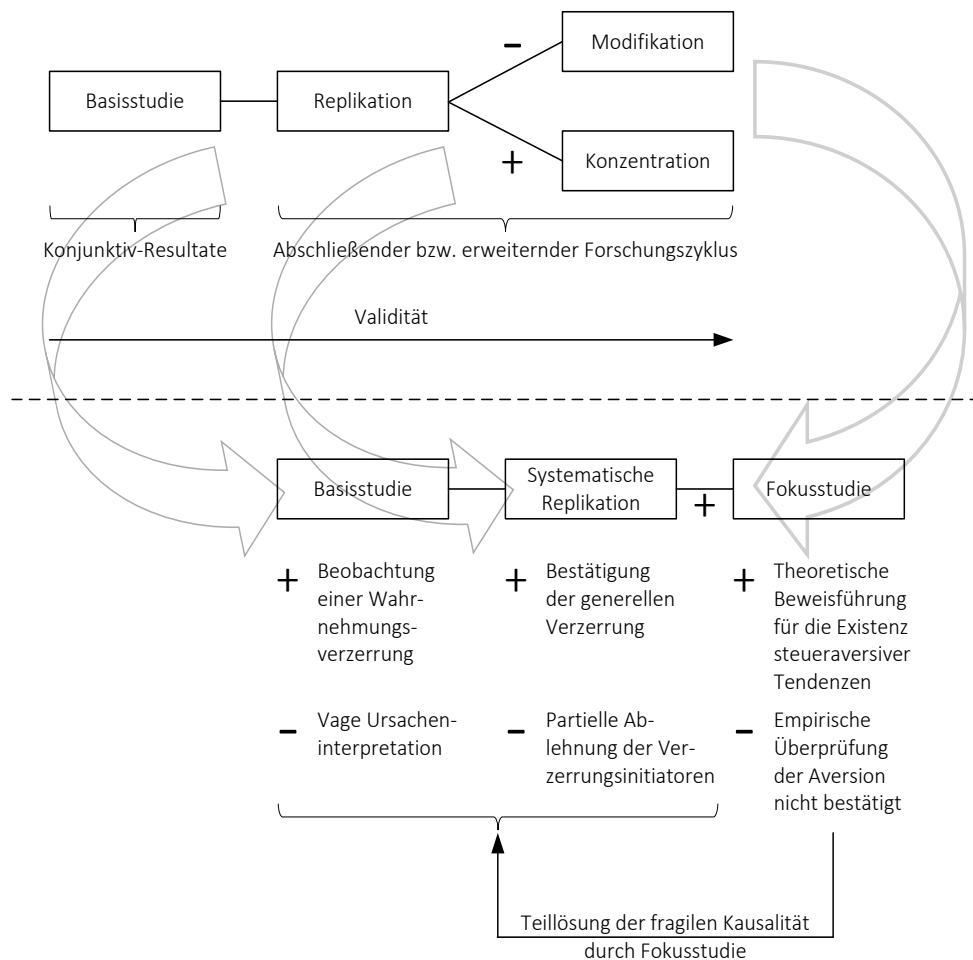 Modifikation
Basisstudie
Replikation
Konzentration
−
+
Konjunktiv-Resultate
Abschließender bzw. erweiternder Forschungszyklus
Validität
Basisstudie
Systematische
Replikation
+
Fokusstudie
+
Beobachtung
einer Wahr-
nehmungs-
verzerrung
−
Vage Ursachen-
interpretation
+
Bestätigung
der generellen
Verzerrung
−
Partielle Ab-
lehnung der Ver-
zerrungsinitiatoren
+
Theoretische
Beweisführung
für die Existenz
steueraversiver
Tendenzen
−
Empirische
Überprüfung
der Aversion
nicht bestätigt
Teillösung der fragilen Kausalität
durch Fokusstudie